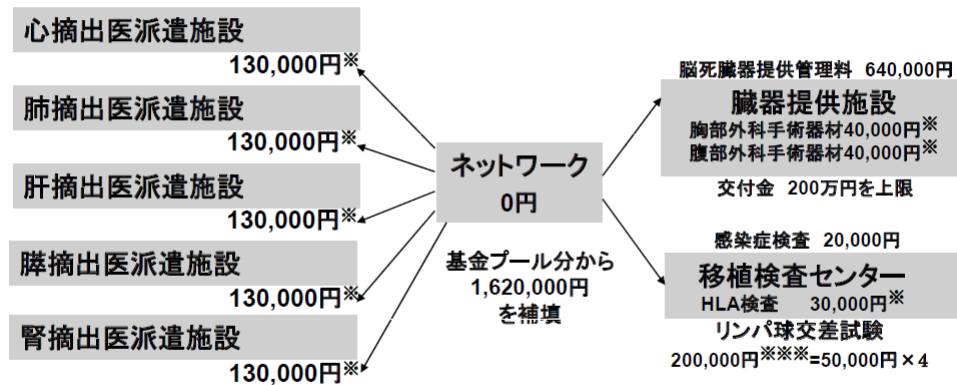 心摘出医派遣施設
130,000円※
肺摘出医派遣施設
130,000円※
肝摘出医派遣施設
130,000円※
膵摘出医派遣施設
130,000円※
腎摘出医派遣施設
130,000円※
ネットワーク
0円
基金プール分から
1,620,000円
を補填
脳死臓器提供管理料 640,000円
臓器提供施設
胸部外科手術器材40,000円※
腹部外科手術器材40,000円※
交付金 200万円を上限
感染症検査 20,000円
移植検査センター
HLA検査 30,000円※
リンパ球交差試験
200,000円※※※=50,000円×4